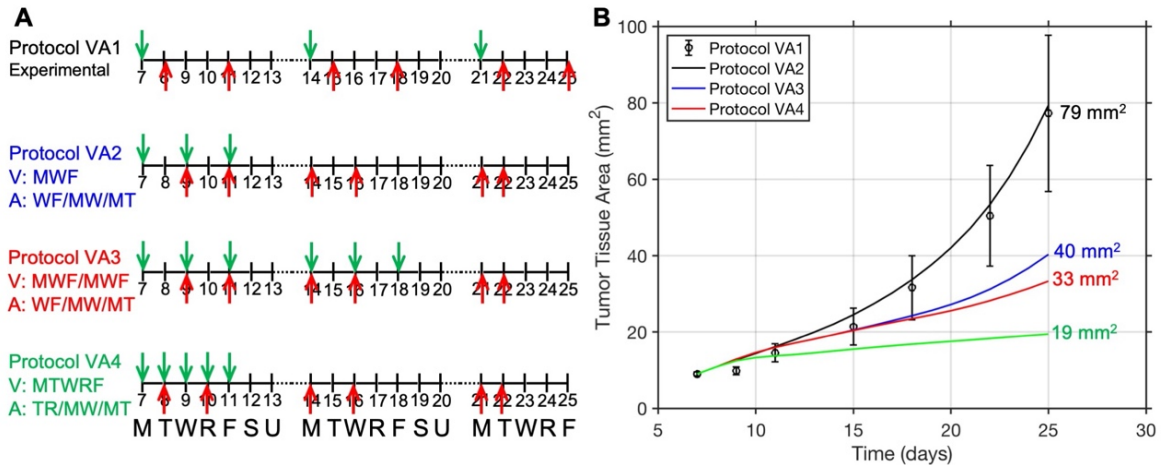 A
Protocol VA1
Experimental
7 8 9 10 11 12 13 14 15 16 17 18 19 20 21 22 23 24 25
Protocol VA2
V: MWF
A: WF/MW/MT
7 8 9 10 11 12 13 14 15 16 17 18 19 20 21 22 23 24 25
Protocol VA3
V: MWF/MWF
A: WF/MW/MT
7 8 9 10 11 12 13 14 15 16 17 18 19 20 21 22 23 24 25
Protocol VA4
V: MTWRF
A: TR/MW/MT
7 8 9 10 11 12 13 14 15 16 17 18 19 20 21 22 23 24 25
M T W R F S U M T W R F S U M T W R F
B
Tumor Tissue Area (mm²)
100
80
60
40
20
0
Protocol VA1
Protocol VA2
Protocol VA3
Protocol VA4
79 mm²
40 mm²
33 mm²
19 mm²
5 10 15 20 25 30
Time (days)